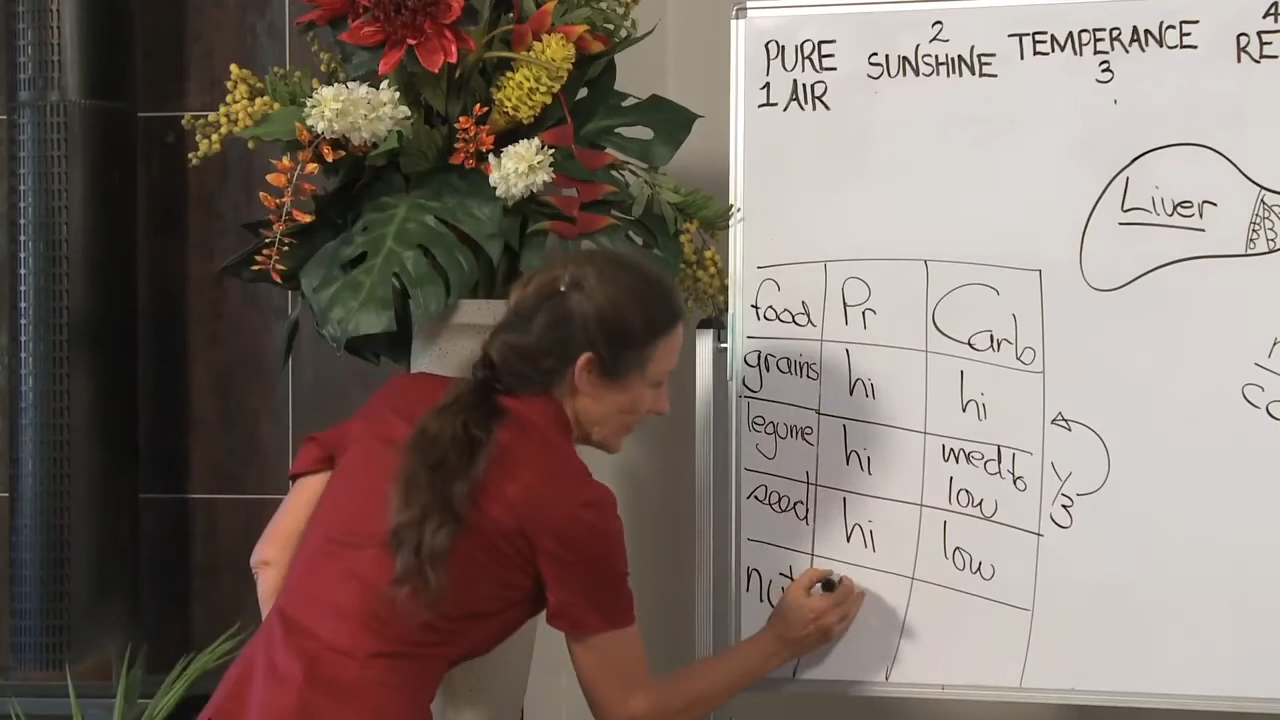 PURE
1 AIR
2
SUNSHINE
TEMPERANCE
3
4
RE
Liver
food Pr Carb
grains hi hi
legume hi med to
low
seed hi low
1/3